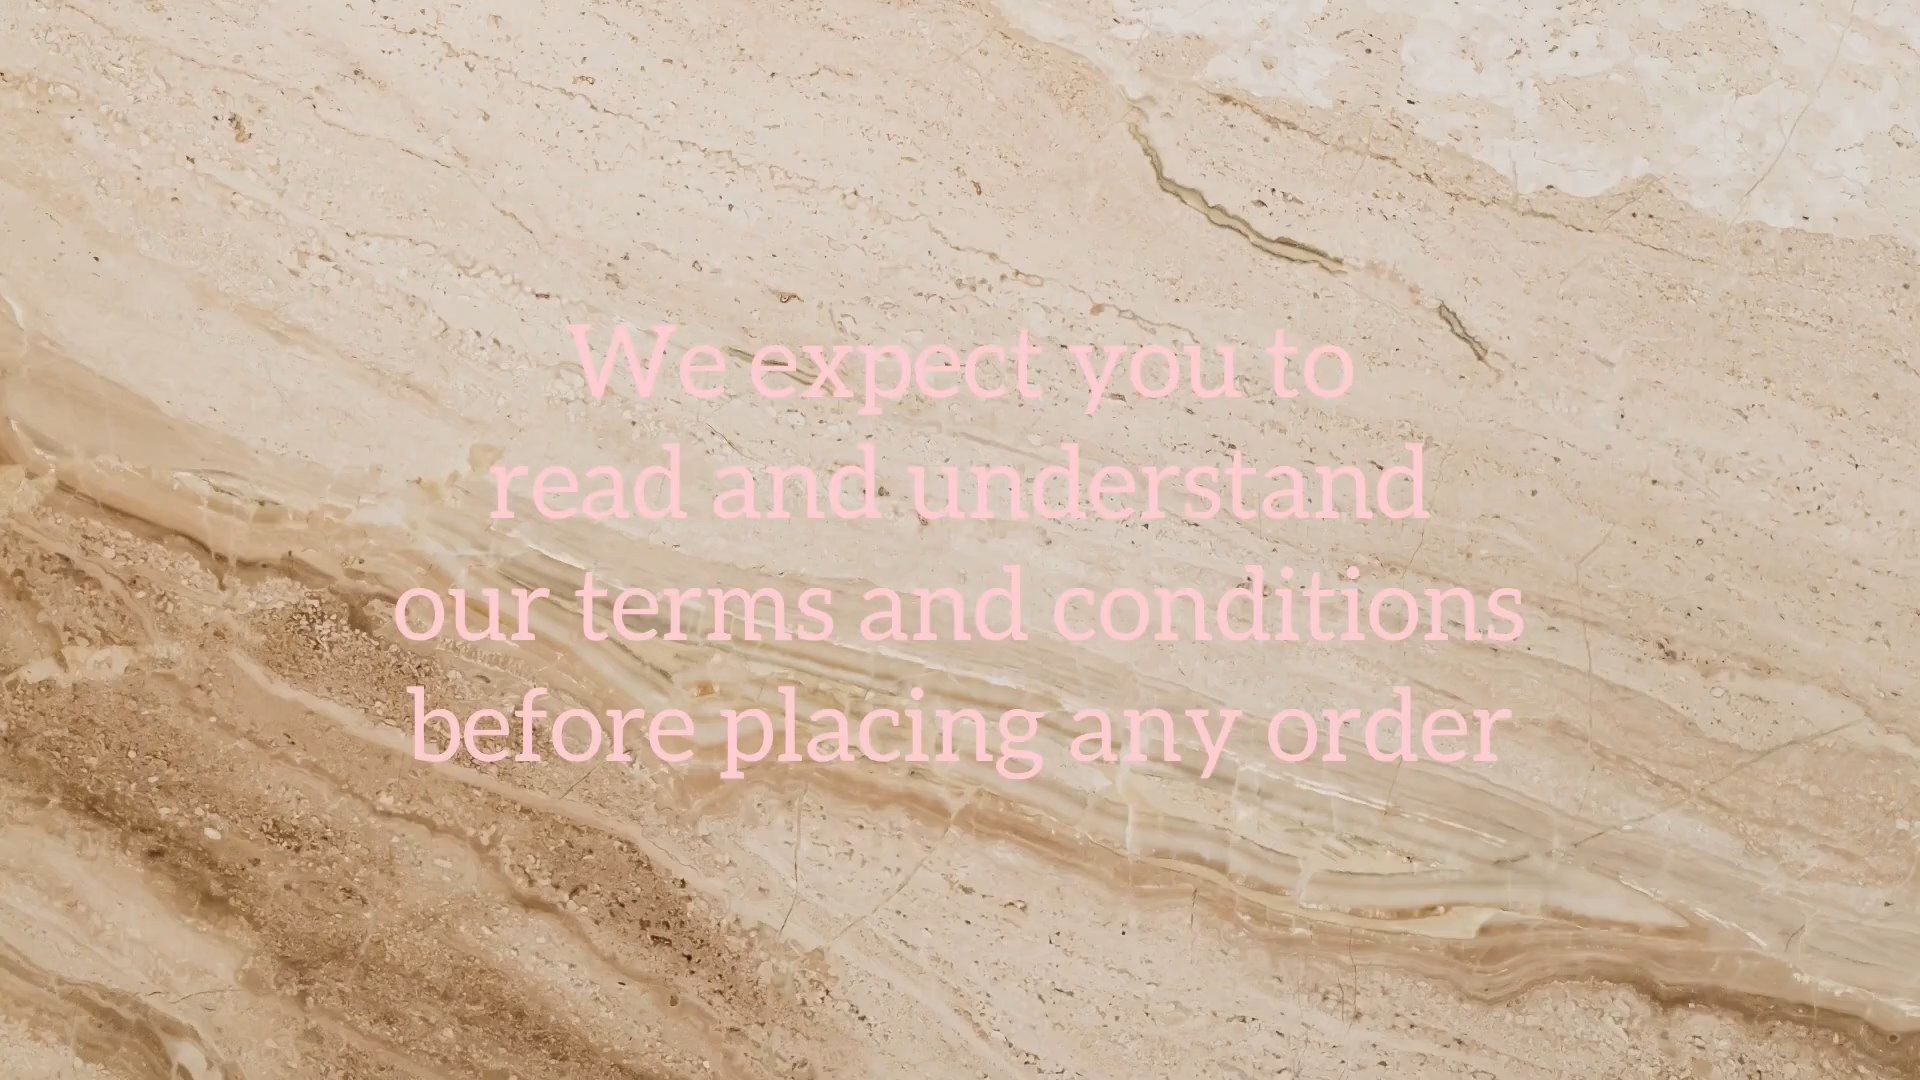 We expect you to
read and understand
our terms and conditions
before placing any order